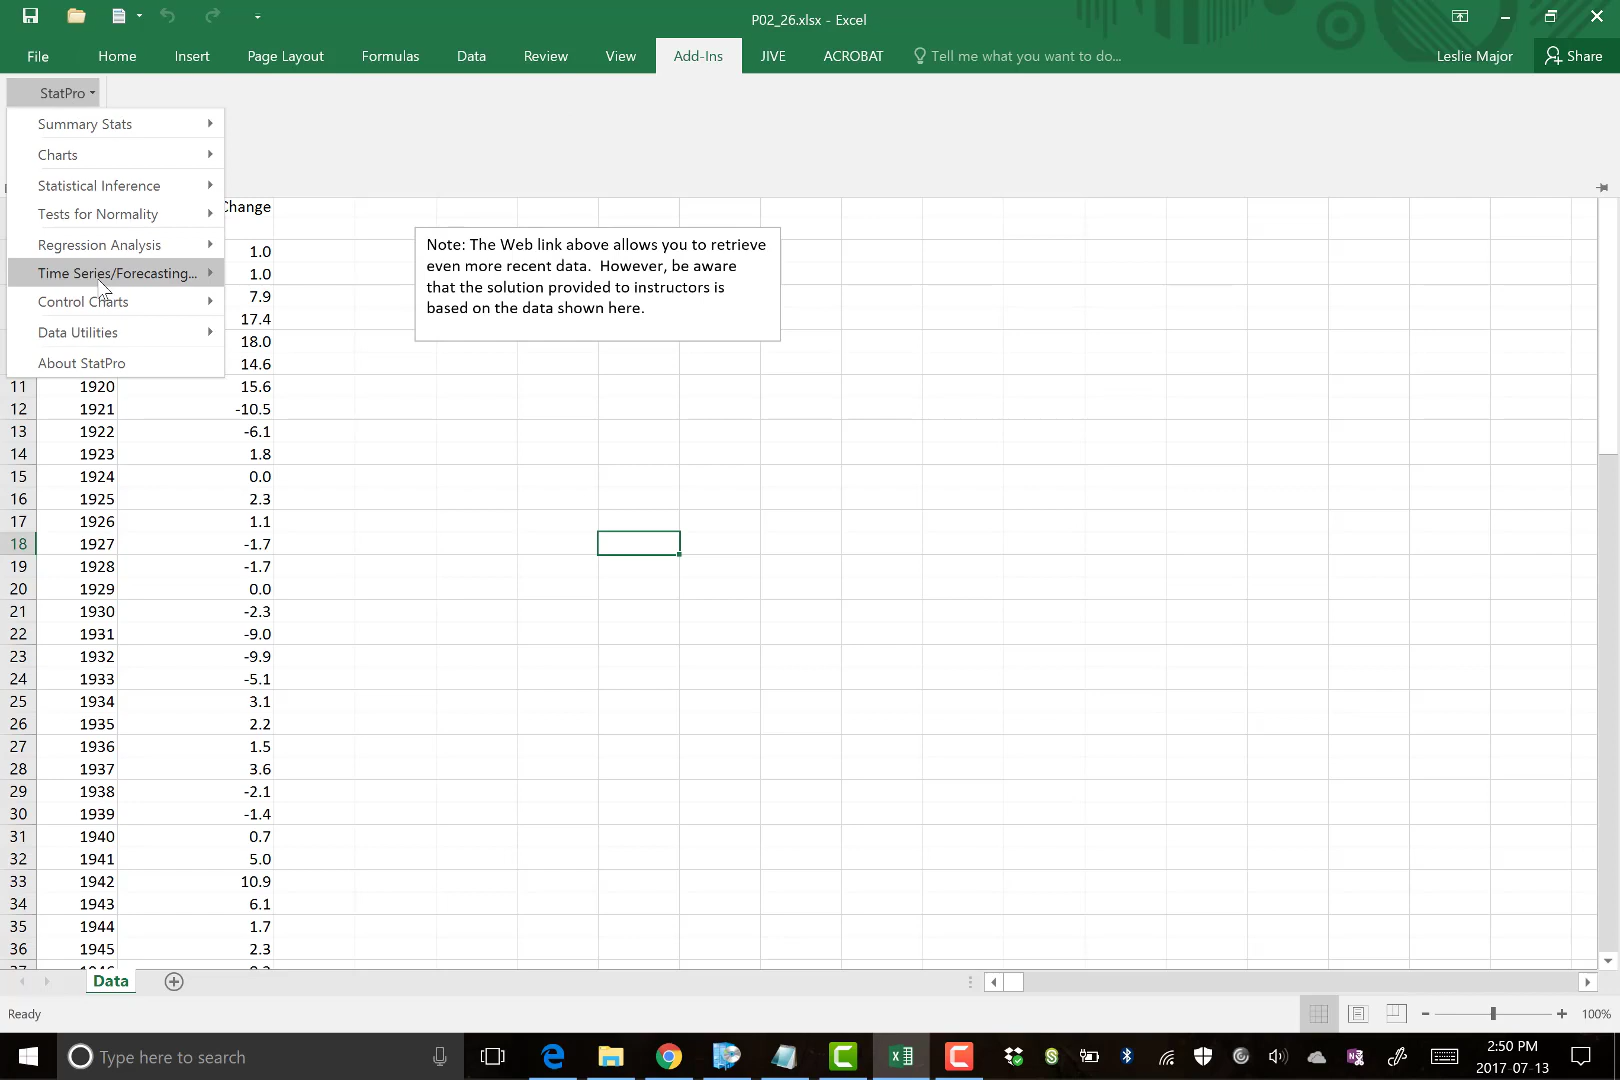 P02_26.xlsx - Excel
File Home Insert Page Layout Formulas Data Review View Add-Ins JIVE ACROBAT Tell me what you want to do... Leslie Major Share
StatPro
Summary Stats
Charts
Statistical Inference
Tests for Normality
Regression Analysis
Time Series/Forecasting...
Control Charts
Data Utilities
About StatPro
Change
1.0
1.0
7.9
17.4
18.0
14.6
Note: The Web link above allows you to retrieve
even more recent data. However, be aware
that the solution provided to instructors is
based on the data shown here.
11 1920 15.6
12 1921 -10.5
13 1922 -6.1
14 1923 1.8
15 1924 0.0
16 1925 2.3
17 1926 1.1
18 1927 -1.7
19 1928 -1.7
20 1929 0.0
21 1930 -2.3
22 1931 -9.0
23 1932 -9.9
24 1933 -5.1
25 1934 3.1
26 1935 2.2
27 1936 1.5
28 1937 3.6
29 1938 -2.1
30 1939 -1.4
31 1940 0.7
32 1941 5.0
33 1942 10.9
34 1943 6.1
35 1944 1.7
36 1945 2.3
Data
Ready
100%
Type here to search
2:50 PM
2017-07-13